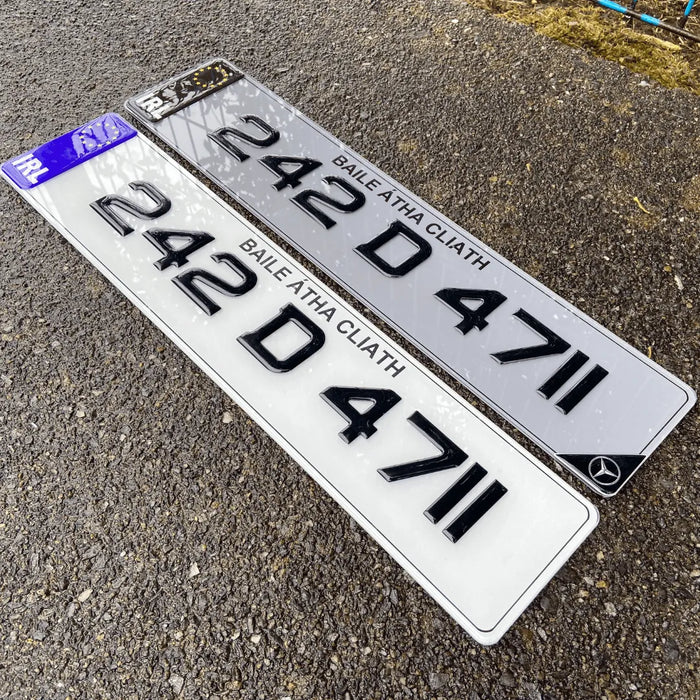 IRL
BAILE ÁTHA CLIATH
242 D 4711
IRL
BAILE ÁTHA CLIATH
242 D 4711